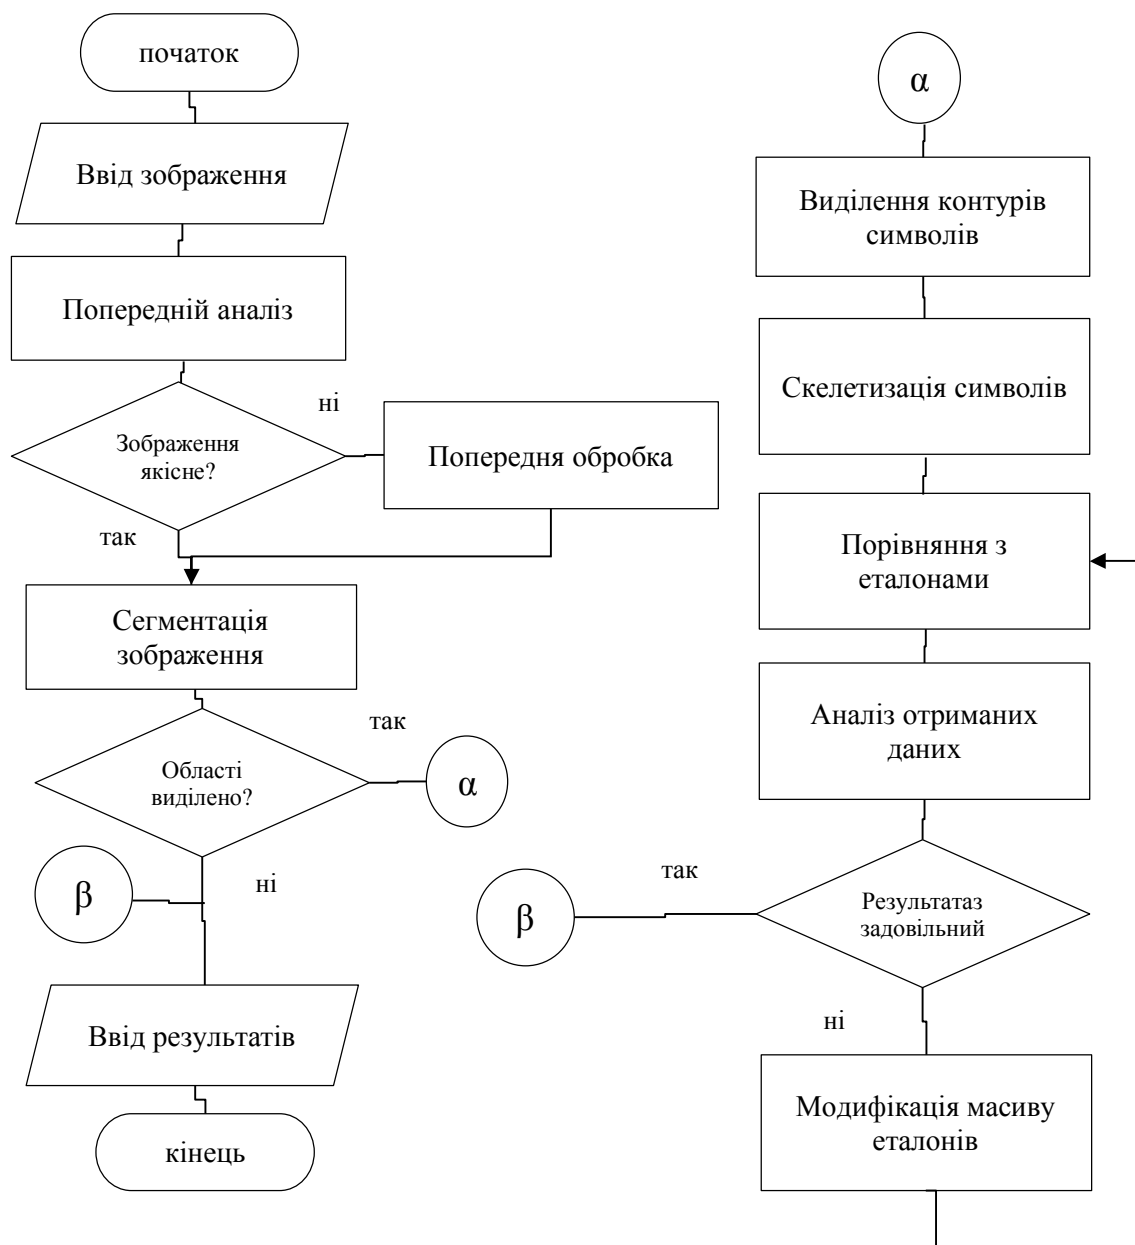 початок
Ввід зображення
Попередній аналіз
ні
Зображення
якісне?
Попередня обробка
так
Сегментація
зображення
так
Області
виділено?
α
β
ні
Ввід результатів
кінець
α
Виділення контурів
символів
Скелетизація символів
Порівняння з
еталонами
Аналіз отриманих
даних
так
β
Результатаз
задовільний
ні
Модифікація масиву
еталонів